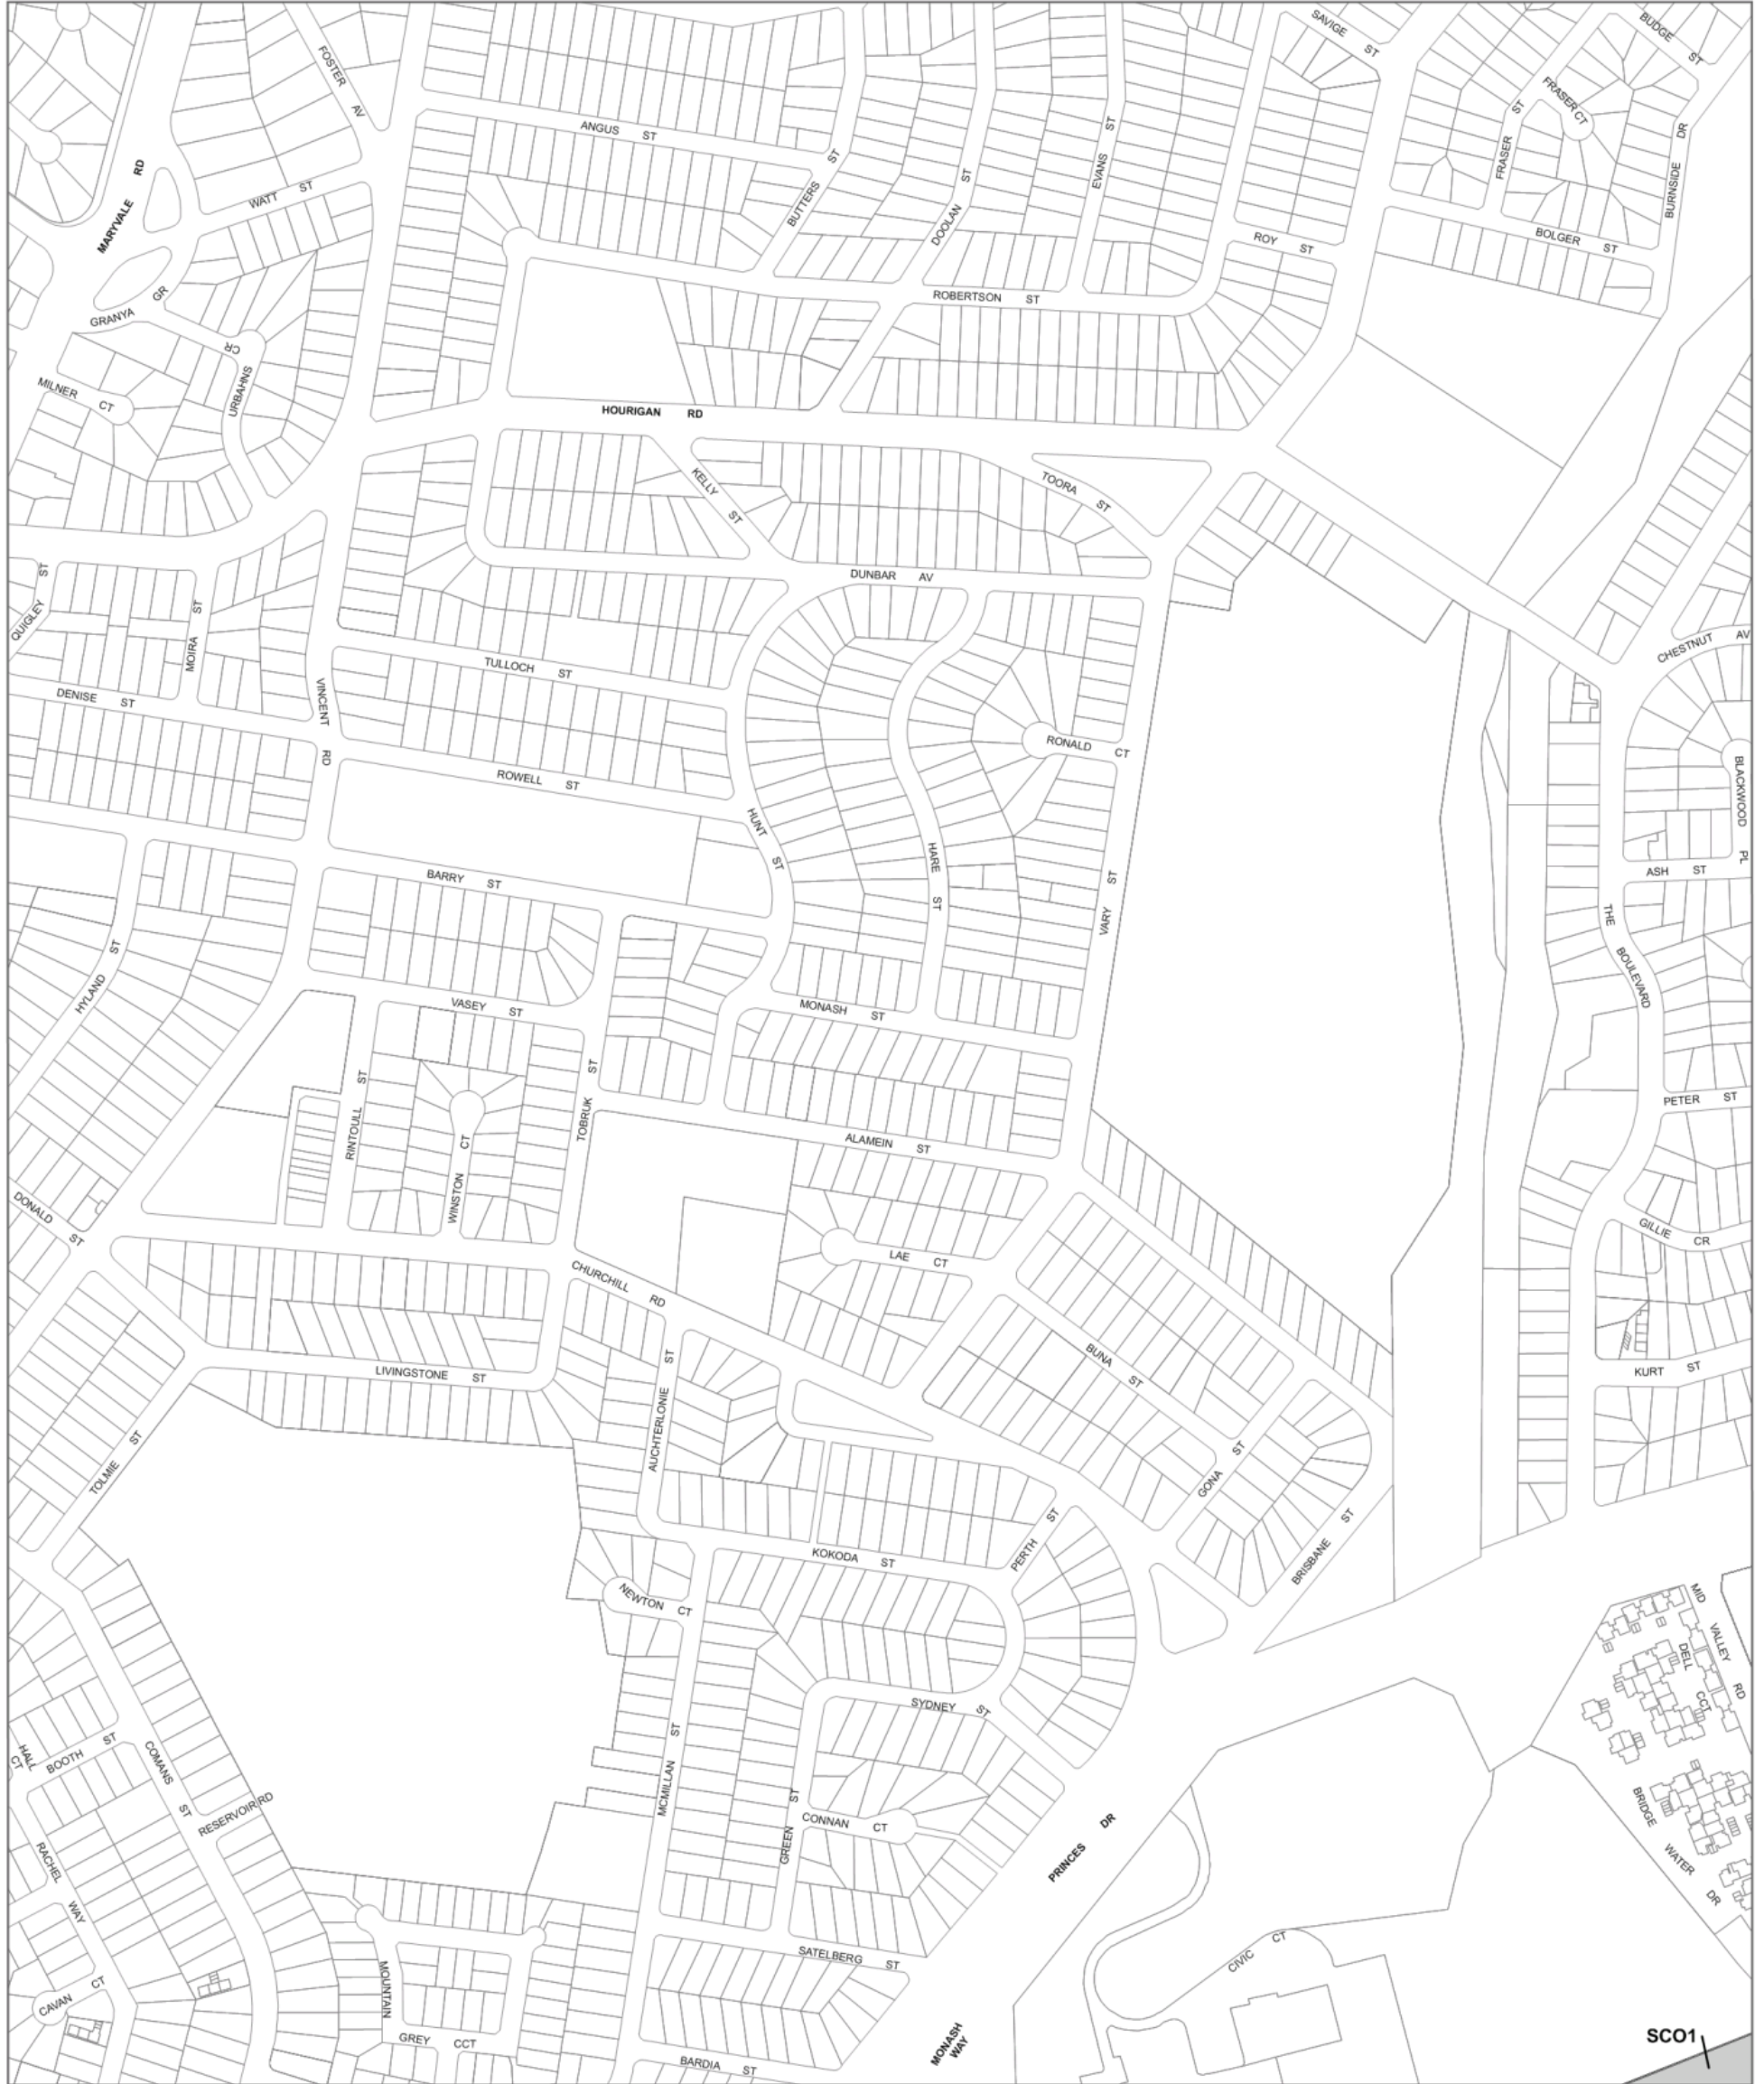 SAVIGE ST
BUDGE ST
FOSTER AV
FRASER CT
ANGUS ST
FRASER ST
EVANS ST
BURNSIDE DR
MARYVALE RD
WATT ST
BUTTERS ST
DOOLAN ST
ROY ST
BOLGER ST
GRANYA GR
ROBERTSON ST
URBAHNS CR
MILNER CT
HOURIGAN RD
KELLY ST
TOORA ST
DUNBAR AV
QUIGLEY ST
MOIRA ST
CHESTNUT AV
TULLOCH ST
DENISE ST
VINCENT RD
RONALD CT
ROWELL ST
BLACKWOOD PL
HUNT ST
HARE ST
ASH ST
BARRY ST
VARY ST
THE BOULEVARD
HYLAND ST
VASEY ST
MONASH ST
RINTOULL ST
TOBRUK ST
PETER ST
WINSTON CT
ALAMEIN ST
DONALD ST
GILLIE CR
LAE CT
CHURCHILL RD
BUNA ST
LIVINGSTONE ST
KURT ST
AUCHTERLONIE ST
TOLMIE ST
GONA ST
KOKODA ST
PERTH ST
BRISBANE ST
NEWTON CT
MID VALLEY RD
DELL CCT
SYDNEY ST
HALL CT
BOOTH ST
COMANS ST
MCMILLAN ST
RESERVOIR RD
GREEN ST
CONNAN CT
BRIDGE WATER DR
RACHEL WAY
PRINCES DR
SATELBERG ST
CIVIC CT
MOUNTAIN
CAVAN CT
GREY CCT
MONASH
WAY
SCO1
BARDIA ST